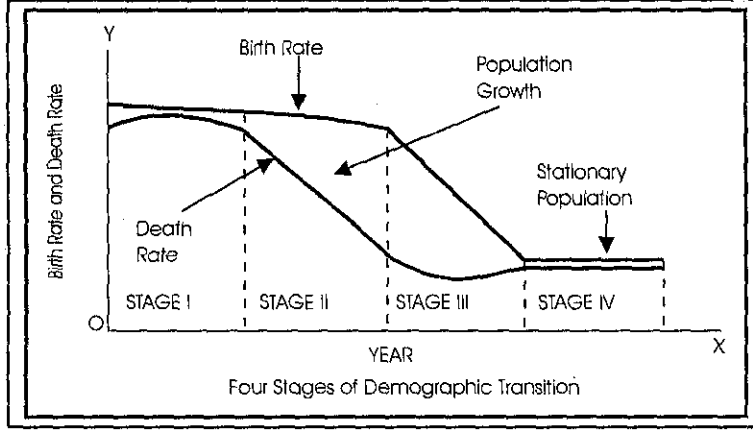 Y
Birth Rate
Population
Growth
Birth Rate and Death Rate
Stationary
Population
Death
Rate
STAGE I
STAGE II
STAGE III
STAGE IV
O
X
YEAR
Four Stages of Demographic Transition